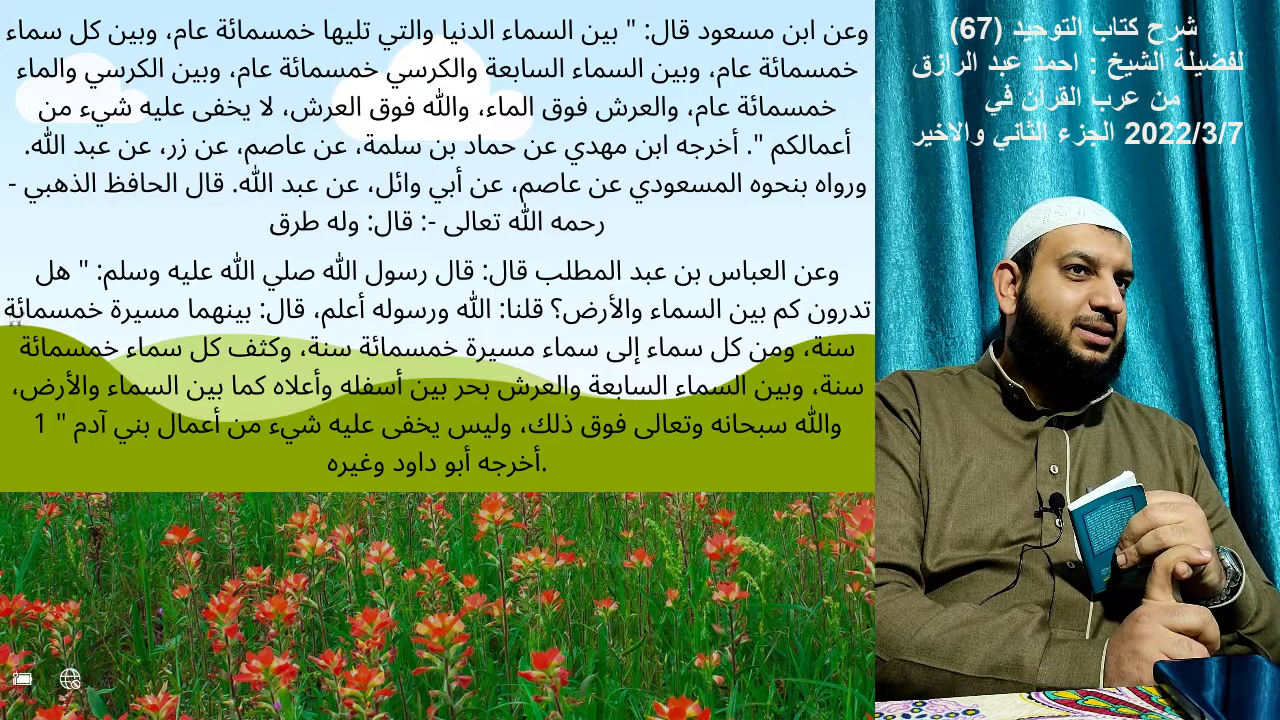 شرح كتاب التوحيد (67)
لفضيلة الشيخ : احمد عبد الرازق
من عرب القرآن في
2022/3/7 الجزء الثاني والاخير
وعن ابن مسعود قال: " بين السماء الدنيا والتي تليها خمسمائة عام، وبين كل سماء
خمسمائة عام، وبين السماء السابعة والكرسي خمسمائة عام، وبين الكرسي والماء
خمسمائة عام، والعرش فوق الماء، والله فوق العرش، لا يخفى عليه شيء من
أعمالكم ". أخرجه ابن مهدي عن حماد بن سلمة، عن عاصم، عن زر، عن عبد الله.
ورواه بنحوه المسعودي عن عاصم، عن أبي وائل، عن عبد الله. قال الحافظ الذهبي -
رحمه الله تعالى -: قال: وله طرق
وعن العباس بن عبد المطلب قال: قال رسول الله صلي الله عليه وسلم: " هل
تدرون كم بين السماء والأرض؟ قلنا: الله ورسوله أعلم، قال: بينهما مسيرة خمسمائة
سنة، ومن كل سماء إلى سماء مسيرة خمسمائة سنة، وكثف كل سماء خمسمائة
سنة، وبين السماء السابعة والعرش بحر بين أسفله وأعلاه كما بين السماء والأرض،
والله سبحانه وتعالى فوق ذلك، وليس يخفى عليه شيء من أعمال بني آدم " 1
.أخرجه أبو داود وغيره